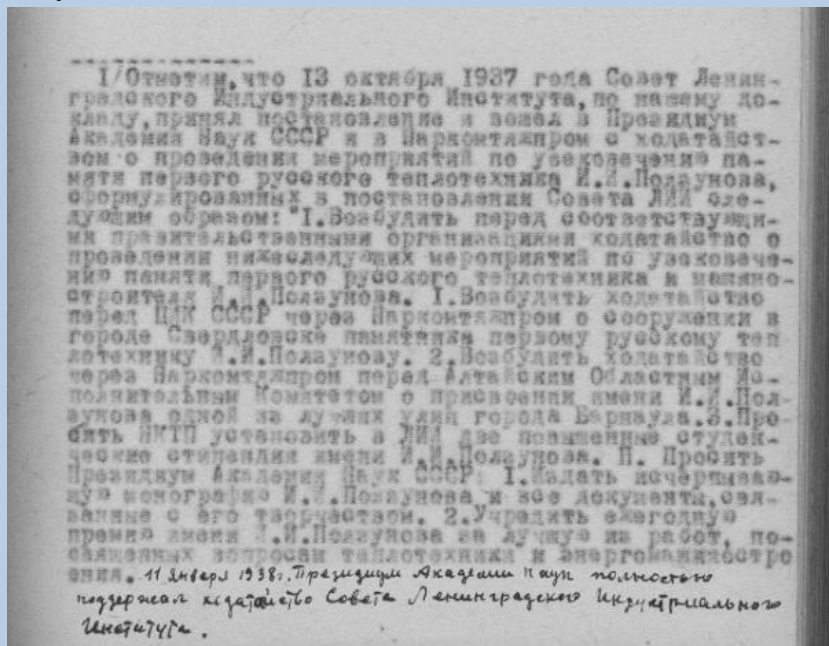 1/Отметим,что 13 октября 1937 года Совет Ленин-
градского Индустриального Института,по нашему до-
кладу,принял постановление и вошел в Президиум
Академии Наук СССР и в Наркомтяжпром с ходатайст-
вом о проведении мероприятий по увековечению па-
мяти первого русского теплотехника И.И.Ползунова,
сформулированных в постановлении Совета ЛИИ сле-
дующим образом: "I.Возбудить перед соответствующи-
ми правительственными организациями ходатайство о
проведении нижеследующих мероприятий по увековече-
нию памяти первого русского теплотехника и машино-
строителя И.И.Ползунова. 1.Возбудить ходатайство
перед ЦИК СССР через Наркомтяжпром о сооружении в
городе Свердловске памятника первому русскому теп
лотехнику И.И.Ползунову. 2.Возбудить ходатайство
через Наркомтяжпром перед Алтайским Областным Ис-
полнительным Комитетом о присвоении имени И.И.Пол-
зунова одной из лучших улиц города Барнаула.3.Про-
сить НКТП установить в ЛИИ две повышенные студен-
ческие стипендии имени И.И.Ползунова. П. Просить
Президиум Академии Наук СССР: 1.Издать исчерпываю-
щую монографию И.И.Ползунова и все документы,свя-
занные с его творчеством. 2.Учредить ежегодную
премию имени И.И.Ползунова за лучшую из работ, по-
священных вопросам теплотехники и энергомашиностро
ения. 11 Января 1938г. Президиум Академии Наук полностью
поддержал ходатайство Совета Ленинградского Индустриального
Института.